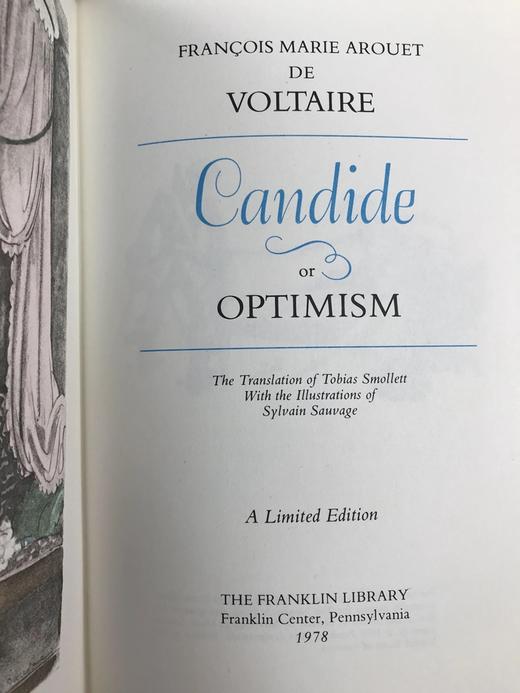 FRANÇOIS MARIE AROUET
DE
VOLTAIRE
Candide
or
OPTIMISM
The Translation of Tobias Smollett
With the Illustrations of
Sylvain Sauvage
A Limited Edition
THE FRANKLIN LIBRARY
Franklin Center, Pennsylvania
1978